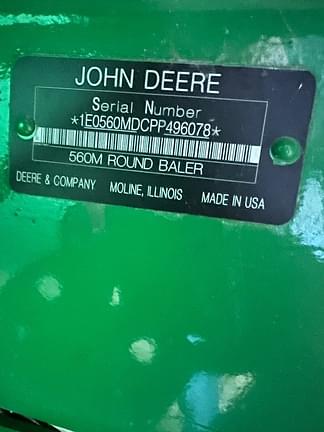 JOHN DEERE
Serial Number
*1E0560MDCPP496078*
560M ROUND BALER
DEERE & COMPANY MOLINE, ILLINOIS MADE IN USA